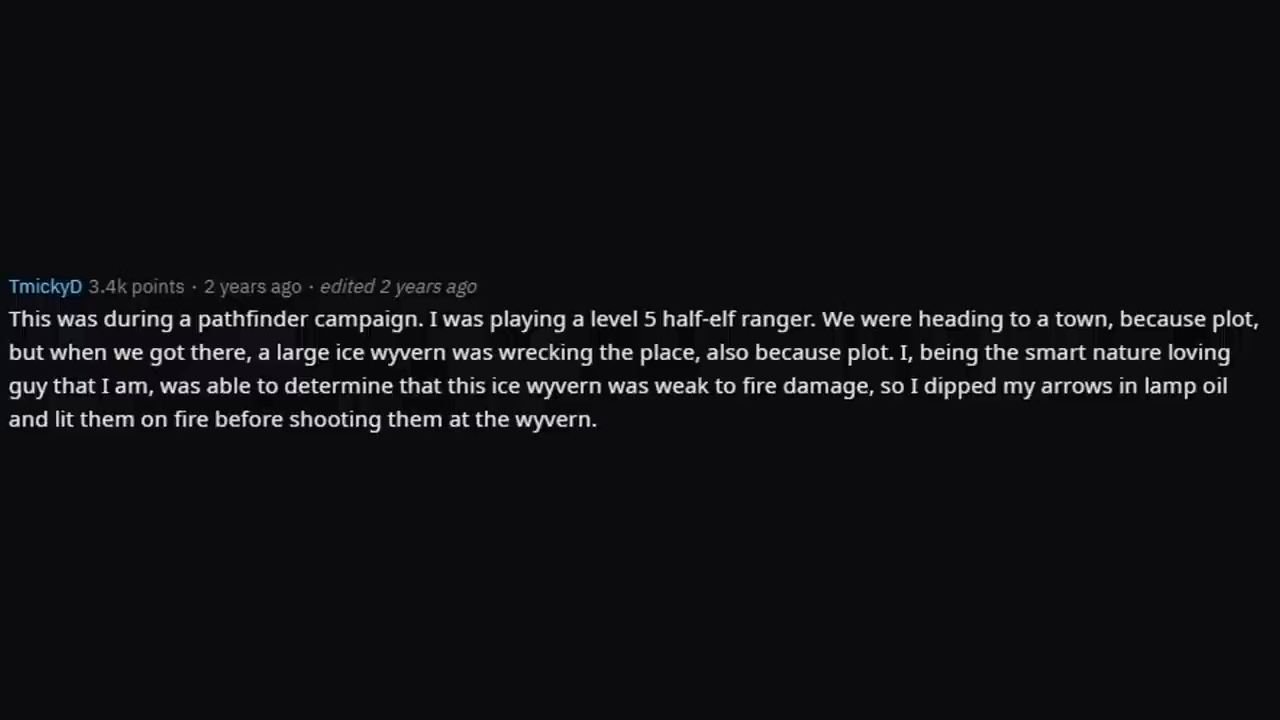 TmickyD 3.4k points · 2 years ago · edited 2 years ago
This was during a pathfinder campaign. I was playing a level 5 half-elf ranger. We were heading to a town, because plot,
but when we got there, a large ice wyvern was wrecking the place, also because plot. I, being the smart nature loving
guy that I am, was able to determine that this ice wyvern was weak to fire damage, so I dipped my arrows in lamp oil
and lit them on fire before shooting them at the wyvern.